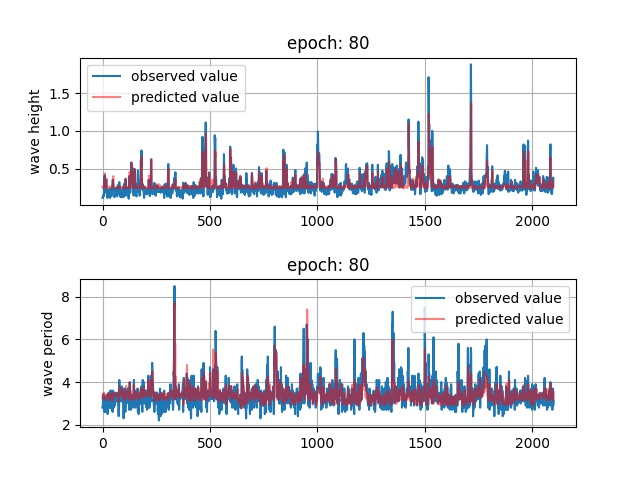 epoch: 80
wave height
observed value
predicted value
1.5
1.0
0.5
0 500 1000 1500 2000
epoch: 80
wave period
observed value
predicted value
8
6
4
2
0 500 1000 1500 2000